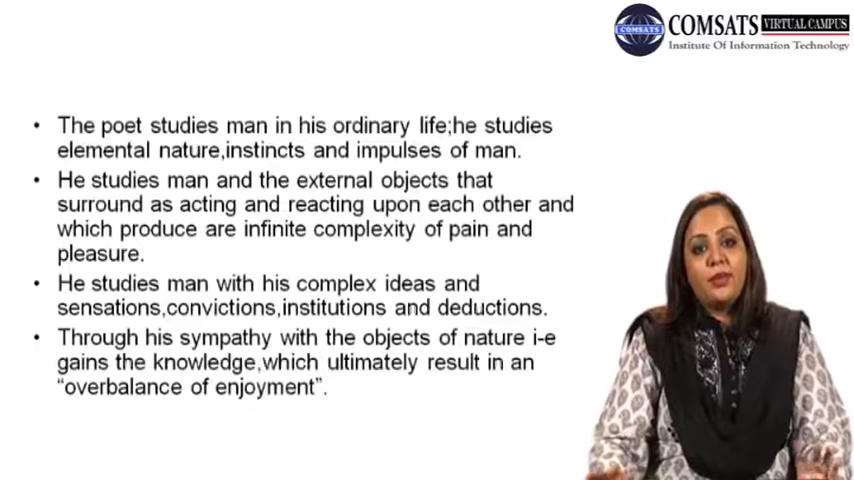 COMSATS VIRTUAL CAMPUS
Institute Of Information Technology
COMSATS
• The poet studies man in his ordinary life;he studies
elemental nature,instincts and impulses of man.
• He studies man and the external objects that
surround as acting and reacting upon each other and
which produce are infinite complexity of pain and
pleasure.
• He studies man with his complex ideas and
sensations,convictions,institutions and deductions.
• Through his sympathy with the objects of nature i-e
gains the knowledge,which ultimately result in an
“overbalance of enjoyment”.